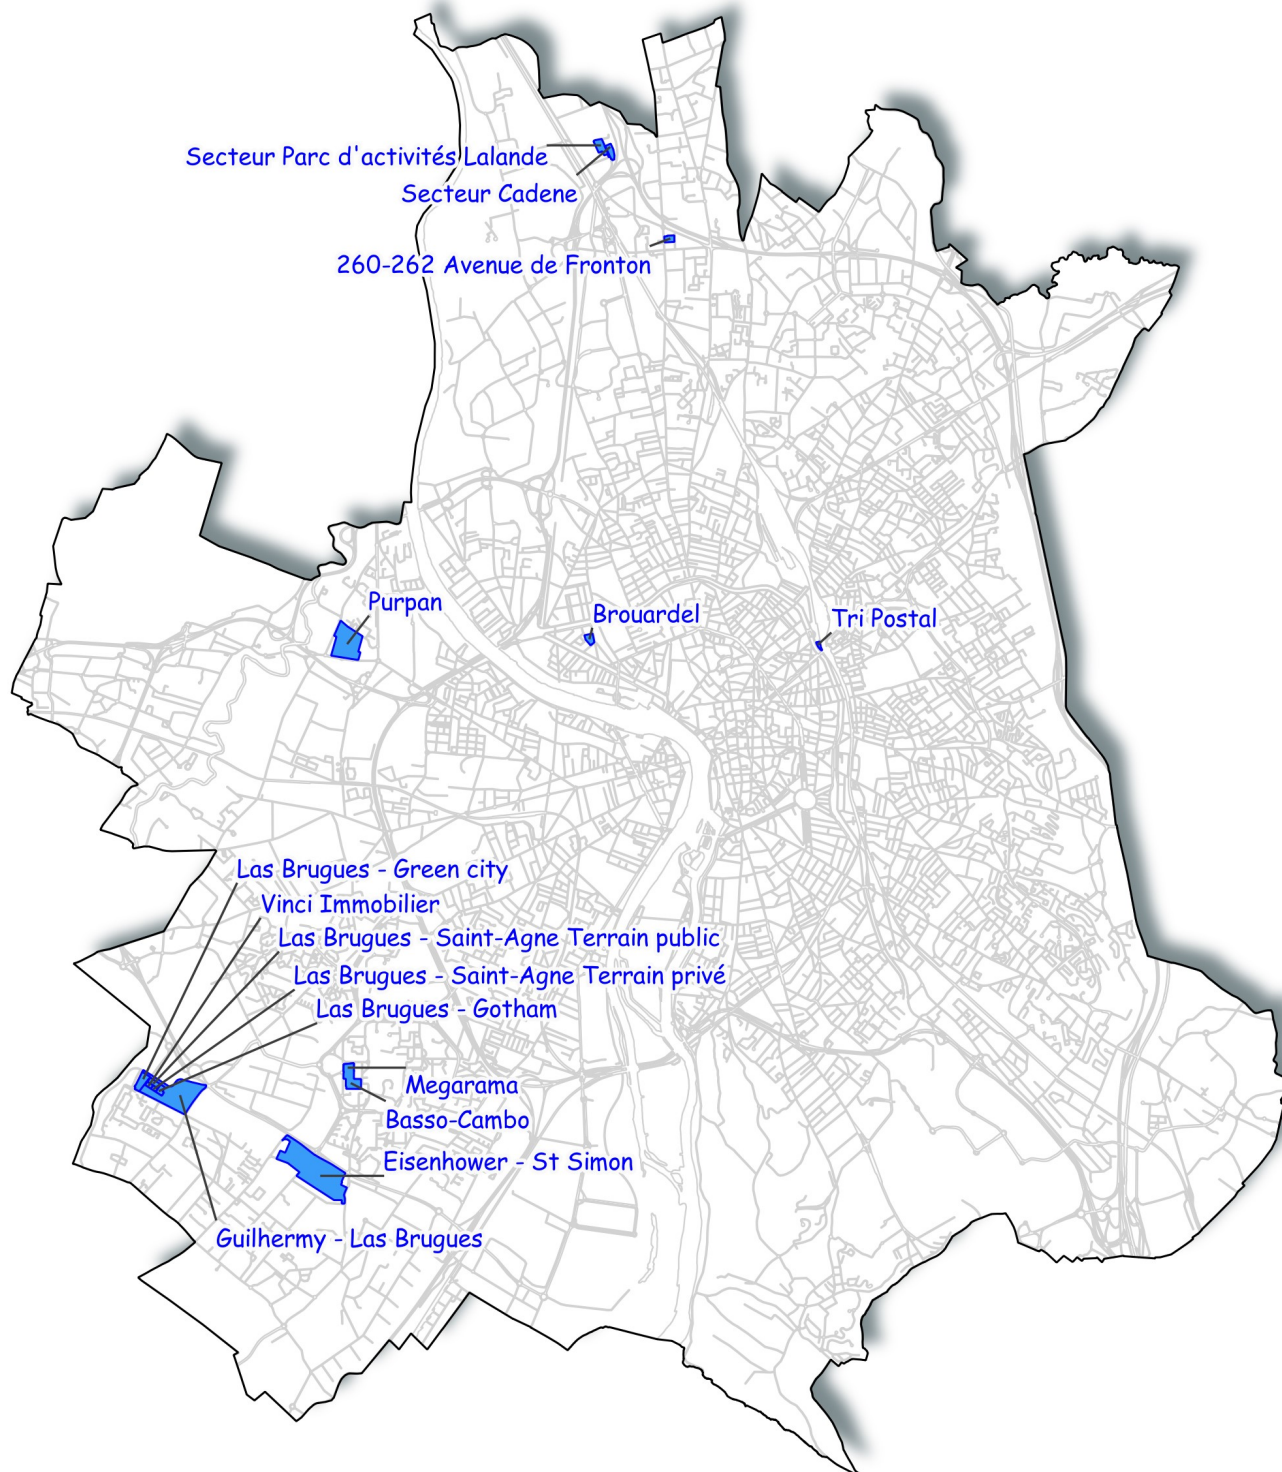 Secteur Parc d'activités Lalande
Secteur Cadene
260-262 Avenue de Fronton
Purpan
Brouardel
Tri Postal
Las Brugues - Green city
Vinci Immobilier
Las Brugues - Saint-Agne Terrain public
Las Brugues - Saint-Agne Terrain privé
Las Brugues - Gotham
Megarama
Basso-Cambo
Eisenhower - St Simon
Guilhermy - Las Brugues